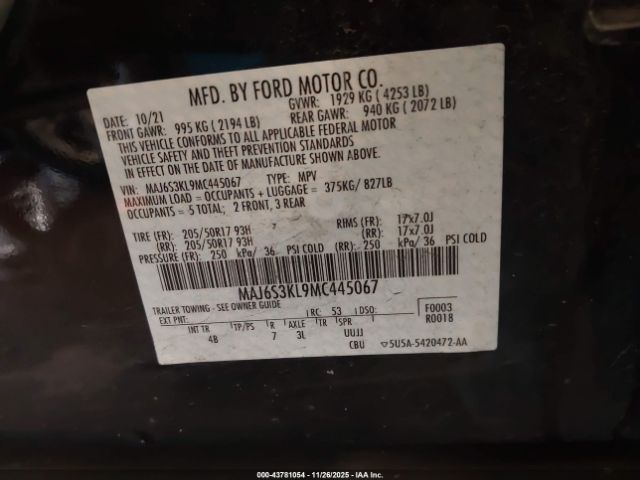 MFD. BY FORD MOTOR CO.
DATE: 10/21 GVWR: 1929 KG ( 4253 LB)
FRONT GAWR: 995 KG ( 2194 LB) REAR GAWR: 940 KG ( 2072 LB)
THIS VEHICLE CONFORMS TO ALL APPLICABLE FEDERAL MOTOR
VEHICLE SAFETY AND THEFT PREVENTION STANDARDS
IN EFFECT ON THE DATE OF MANUFACTURE SHOWN ABOVE.
VIN: MAJ6S3KL9MC445067 TYPE: MPV
MAXIMUM LOAD = OCCUPANTS + LUGGAGE = 375KG/ 827LB
OCCUPANTS = 5 TOTAL; 2 FRONT, 3 REAR
TIRE (FR): 205/50R17 93H RIMS (FR): 17x7.0J
(RR): 205/50R17 93H (RR): 17x7.0J
PRESSURE (FR): 250 kPa/ 36 PSI COLD (RR): 250 kPa/ 36 PSI COLD
MAJ6S3KL9MC445067
TRAILER TOWING - SEE OWNER GUIDE
EXT PNT: RC: 53 DSO: F0003
R0018
INT TR TP/PS R AXLE TR SPR UUJJ
4B 7 3L CBU 5U5A-5420472-AA
000-43781054 - 11/26/2025 - IAA Inc.